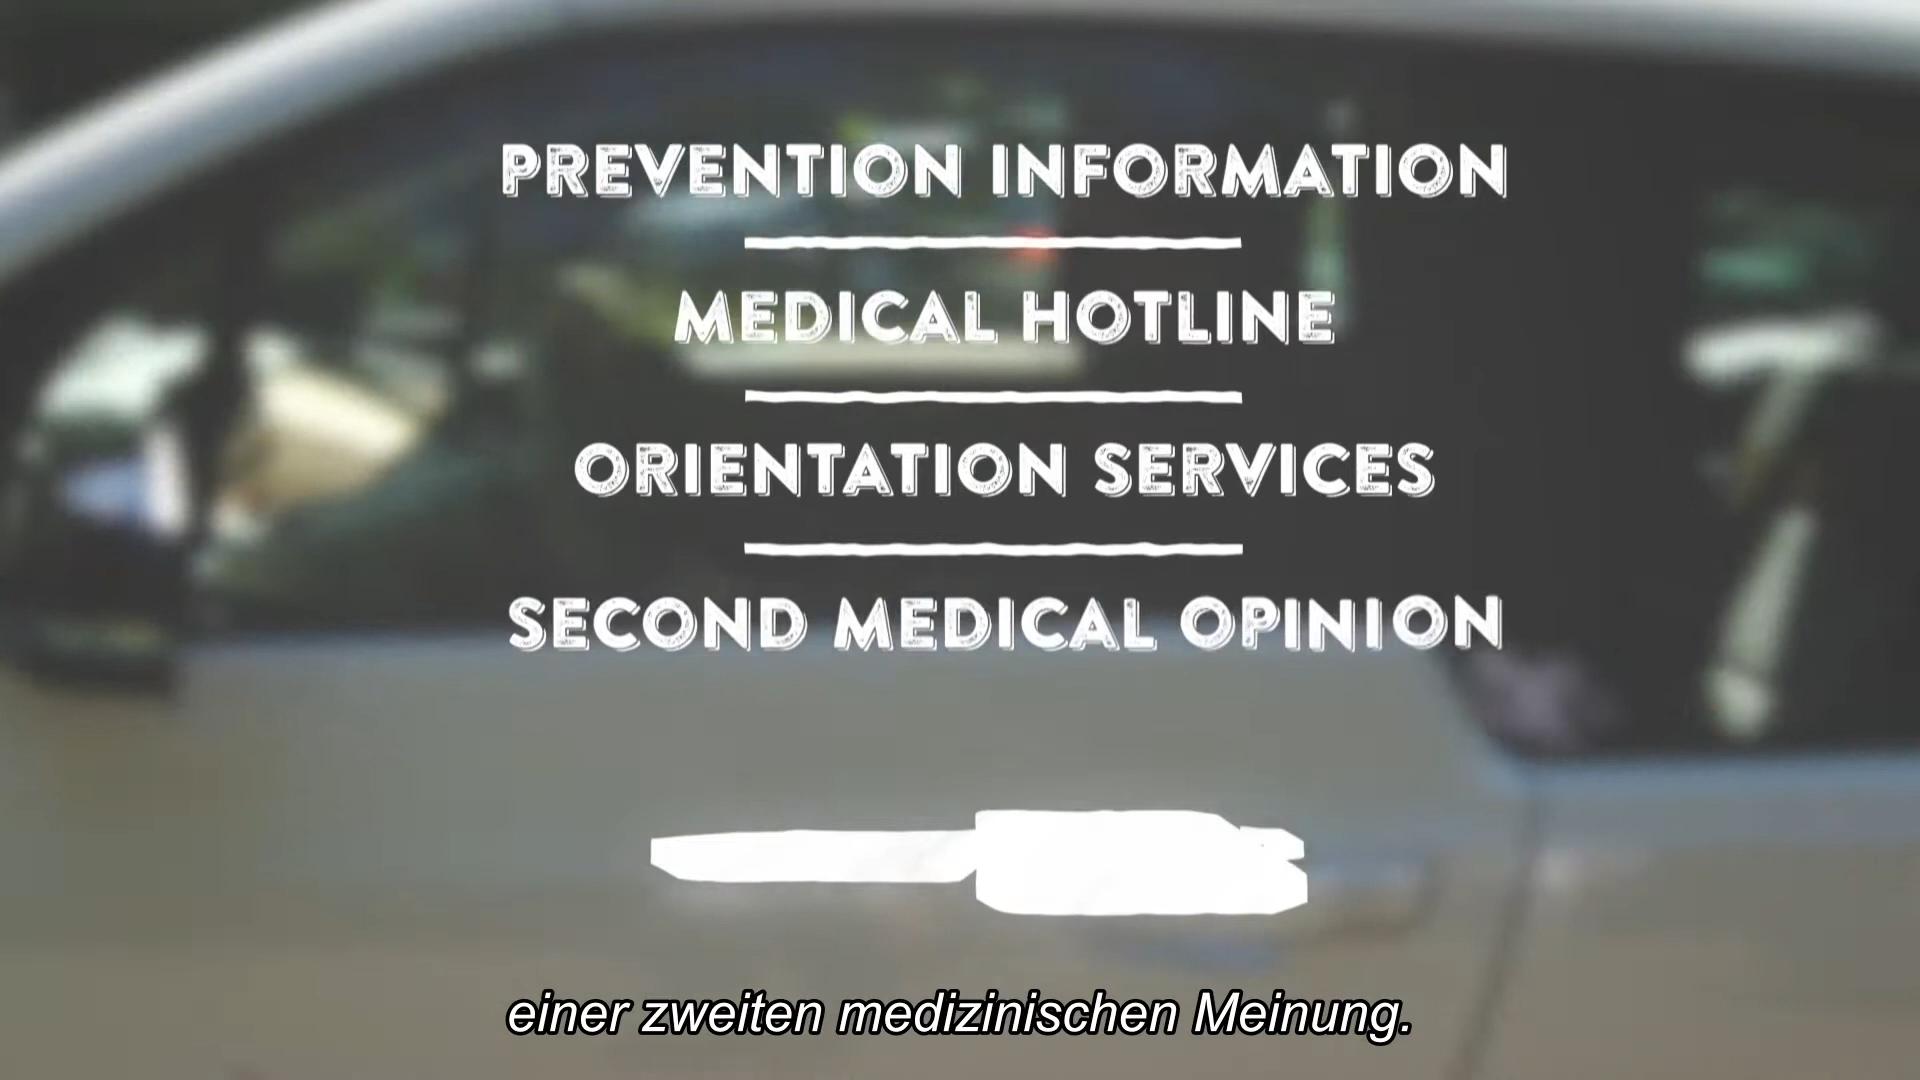 PREVENTION INFORMATION
MEDICAL HOTLINE
ORIENTATION SERVICES
SECOND MEDICAL OPINION
einer zweiten medizinischen Meinung.